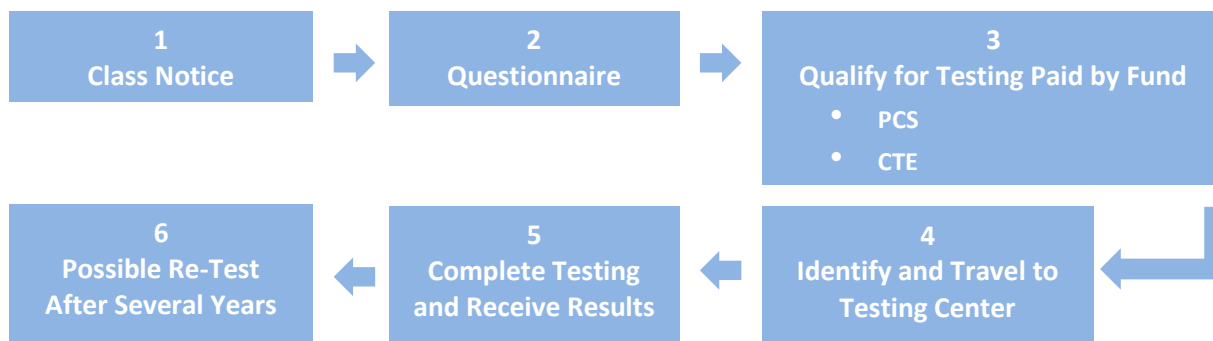 1
Class Notice
2
Questionnaire
3
Qualify for Testing Paid by Fund
• PCS
• CTE
4
Identify and Travel to
Testing Center
5
Complete Testing
and Receive Results
6
Possible Re-Test
After Several Years